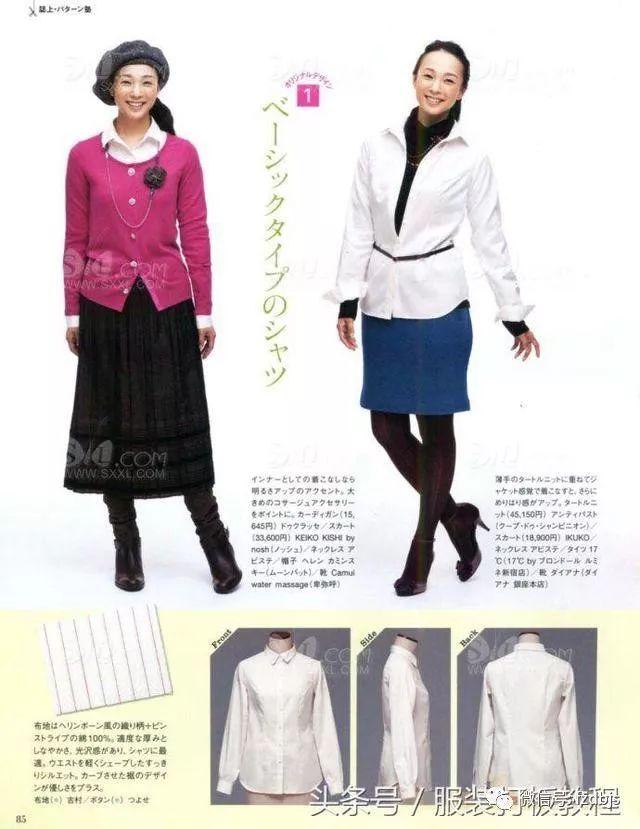 誌上・パターン塾
オリジナルデザイン
1
ベーシックタイプのシャツ
インナーとしての着こなしなら
明るさアップのアクセント。大
きめのコサージュアクセサリー
をポイントに。カーディガン(15,
645円) ドゥクラッセ/スカート
(33,600円) KEIKO KISHI by
nosh(ノッシュ)/ネックレス ア
ビステ/帽子 ヘレン カミンス
キー(ムーンバット)/靴 Camui
water massage(卑弥呼)
薄手のタートルニットに重ねてジ
ャケット感覚で着こなすと、さらに
めりはり感がアップ。タートルニ
ット(45,150円) アンティパスト
(クープ・ドゥ・シャンピニオン)/
スカート(18,900円) IKUKO/
ネックレス アビステ/タイツ 17
℃(17℃ by ブロンドール ルミ
ネ新宿店)/靴 ダイアナ(ダイ
アナ 銀座本店)
布地はヘリンボーン風の織り柄+ピン
ストライプの綿100%。適度な厚みと
しなやかさ、光沢感があり、シャツに最
適。ウエストを軽くシェープしたすっ
きりシルエット。カーブさせた裾のデザイ
ンが優しさをプラス。
布地(※) 吉村/ボタン(※) つよせ
85
Front
Side
Back
SXXL.COM
WWW.SXXL.COM
头条号/服装打板教程